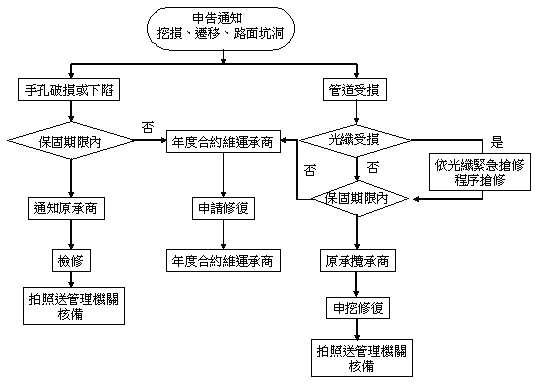 申告通知
挖損、遷移、路面坑洞
手孔破損或下陷
管道受損
保固期限內
否
年度合約維運承商
光纖受損
是
依光纖緊急搶修
程序搶修
否
否
保固期限內
通知原承商
申請修復
檢修
年度合約維運承商
原承攬承商
拍照送管理機關
核備
申挖修復
拍照送管理機關
核備